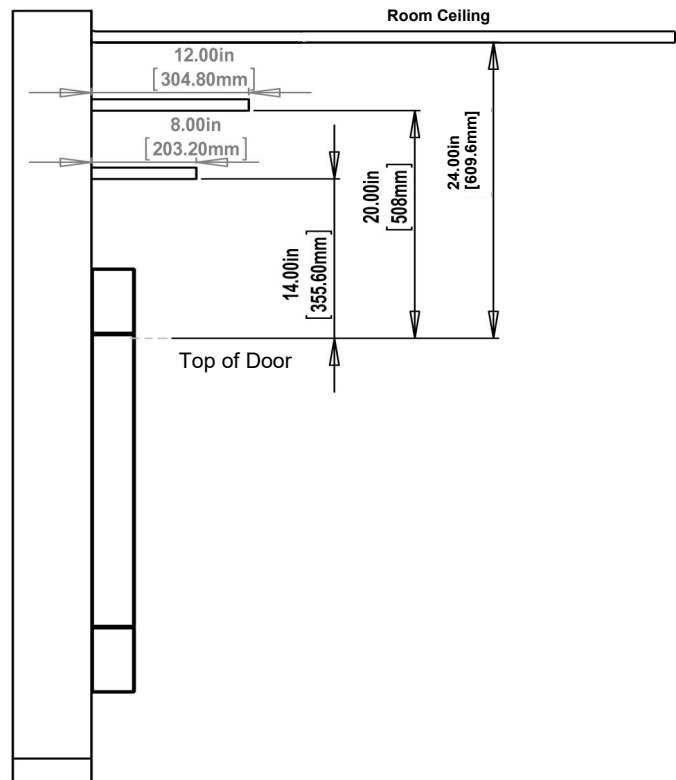 Room Ceiling
12.00in
[304.80mm]
8.00in
[203.20mm]
24.00in
[609.6mm]
20.00in
[508mm]
14.00in
[355.60mm]
Top of Door